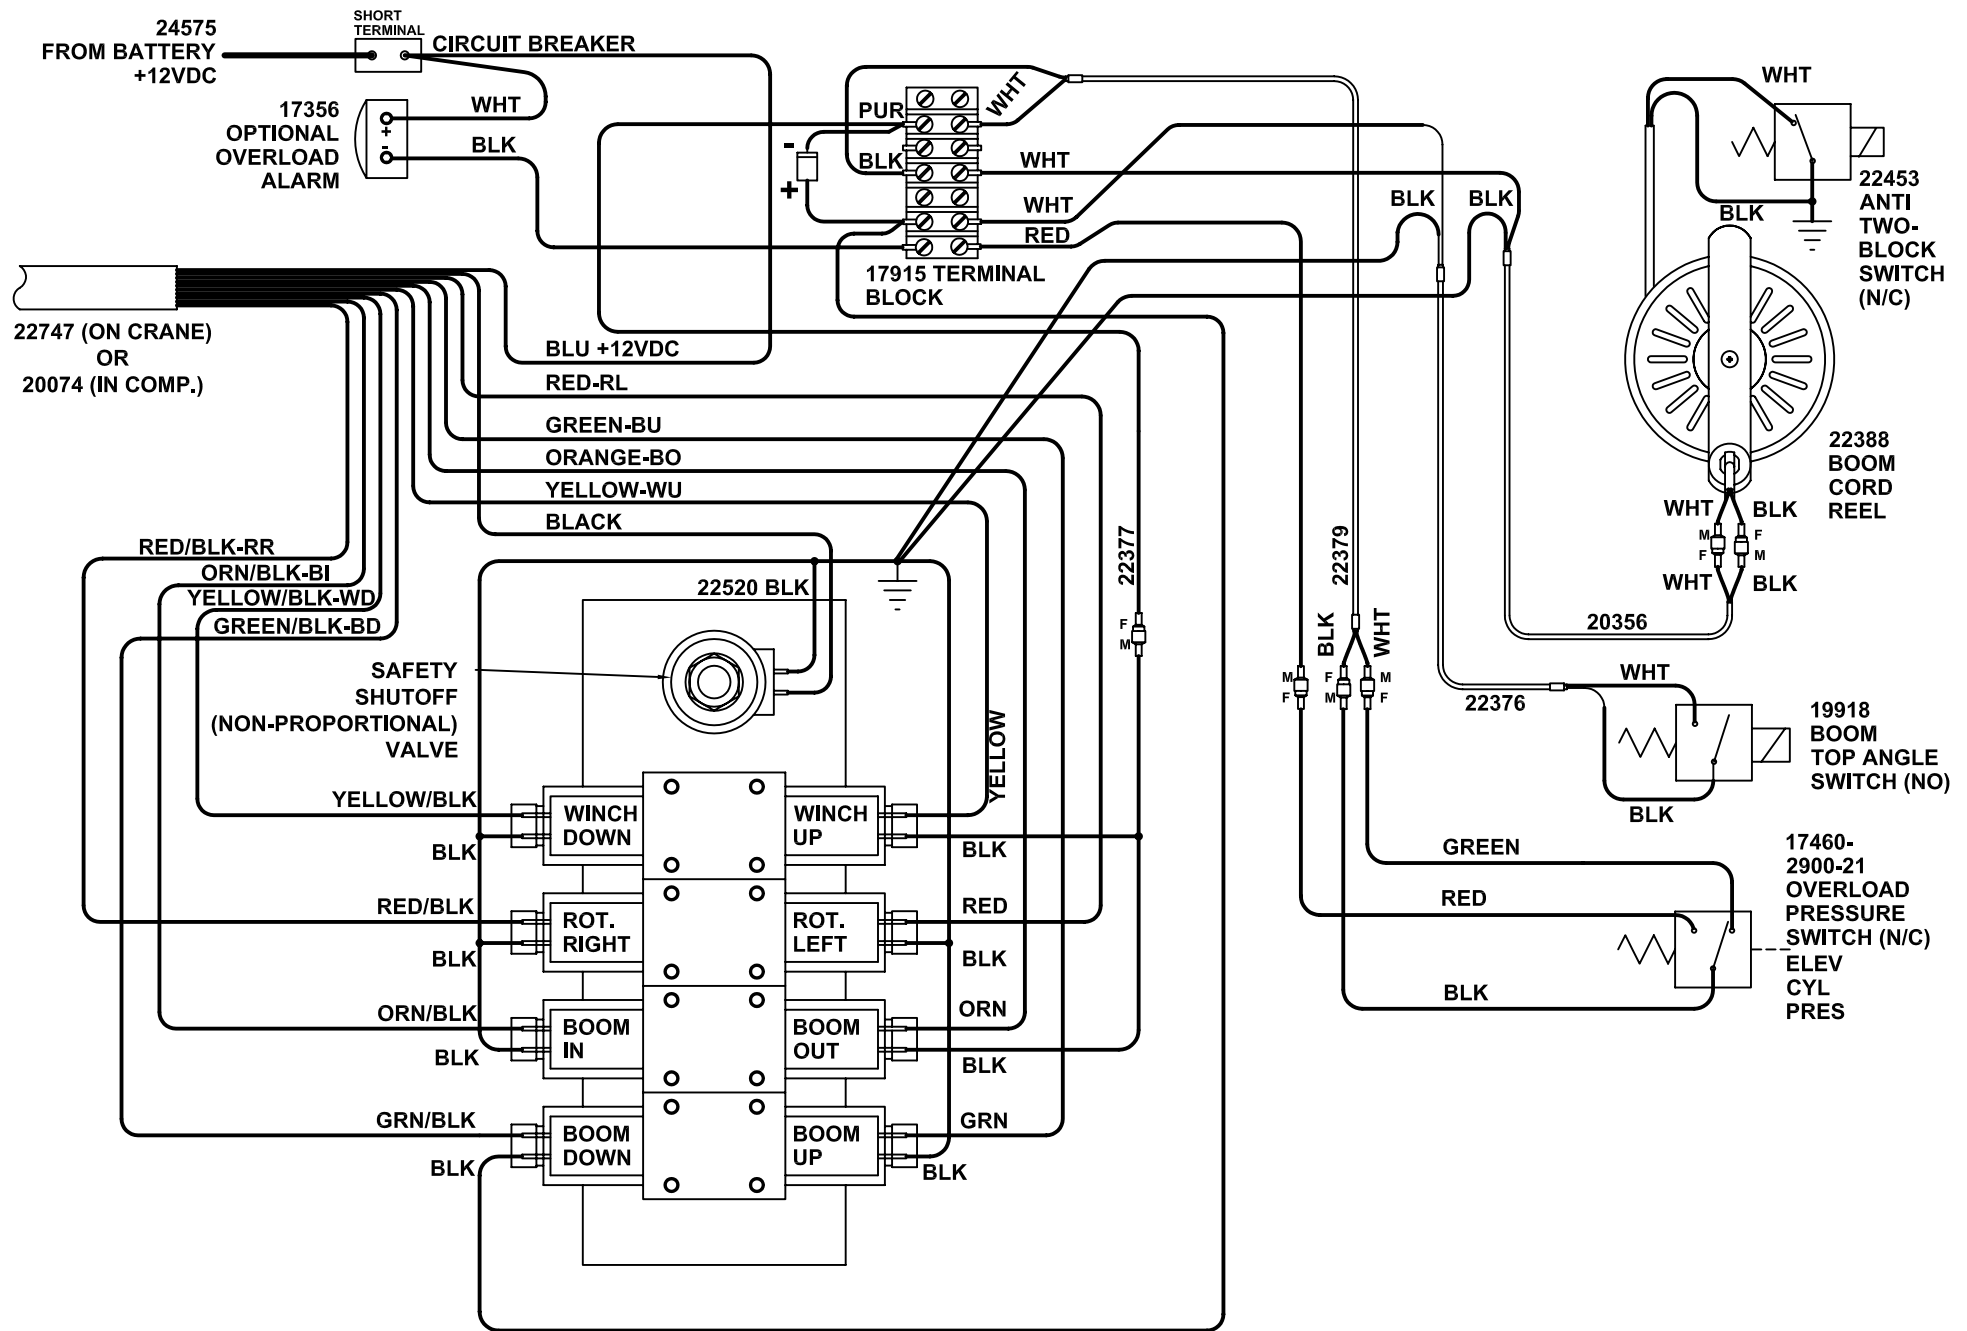 24575
FROM BATTERY
+12VDC
SHORT
TERMINAL
CIRCUIT BREAKER
17356
OPTIONAL
OVERLOAD
ALARM
+
-
WHT
BLK
PUR
WHT
-
+
BLK
WHT
WHT
RED
17915 TERMINAL
BLOCK
BLK
BLK
WHT
BLK
22453
ANTI
TWO-
BLOCK
SWITCH
(N/C)
22747 (ON CRANE)
OR
20074 (IN COMP.)
BLU +12VDC
RED-RL
GREEN-BU
ORANGE-BO
YELLOW-WU
BLACK
RED/BLK-RR
ORN/BLK-BI
YELLOW/BLK-WD
GREEN/BLK-BD
22520 BLK
SAFETY
SHUTOFF
(NON-PROPORTIONAL)
VALVE
22377
F
M
22379
BLK
WHT
M
F
F
M
M
F
22388
BOOM
CORD
REEL
WHT
BLK
M
F
F
M
WHT
BLK
20356
22376
WHT
BLK
19918
BOOM
TOP ANGLE
SWITCH (NO)
GREEN
RED
BLK
17460-
2900-21
OVERLOAD
PRESSURE
SWITCH (N/C)
ELEV
CYL
PRES
YELLOW
YELLOW/BLK
BLK
WINCH
DOWN
WINCH
UP
BLK
RED/BLK
BLK
ROT.
RIGHT
ROT.
LEFT
RED
BLK
ORN/BLK
BLK
BOOM
IN
BOOM
OUT
ORN
BLK
GRN/BLK
BLK
BOOM
DOWN
BOOM
UP
GRN
BLK